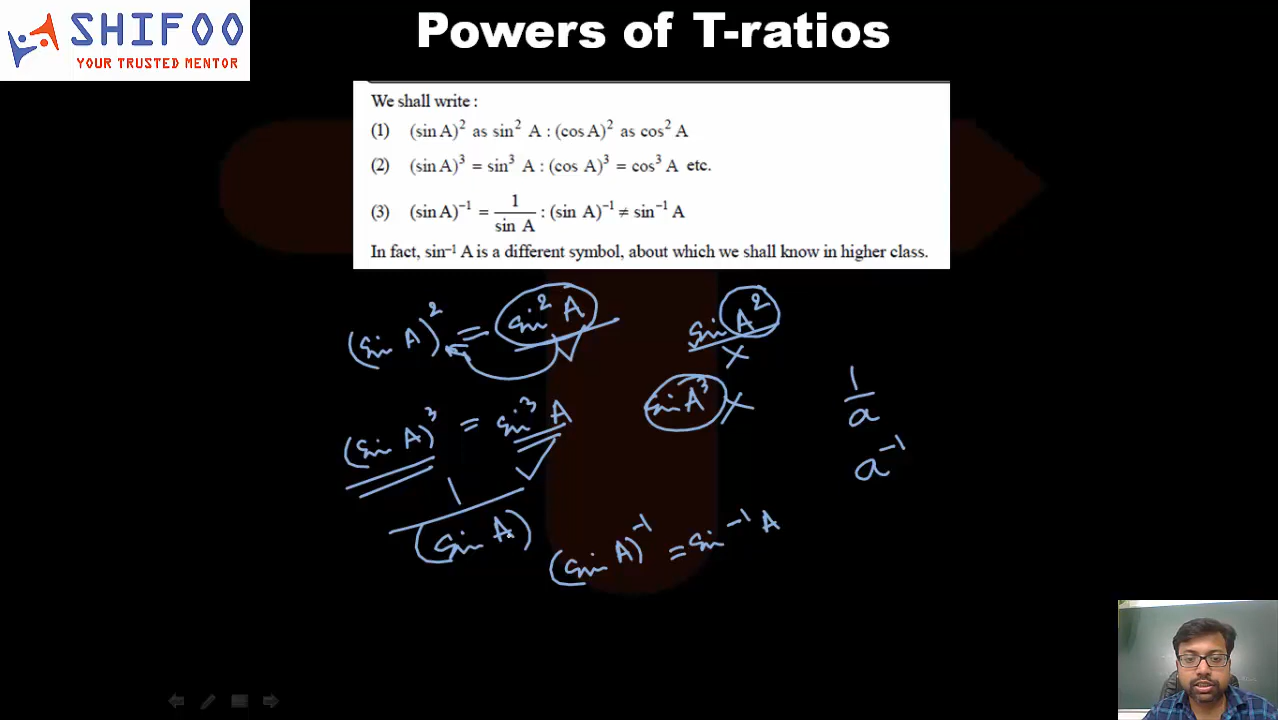 SHIFOO
YOUR TRUSTED MENTOR
Powers of T-ratios
We shall write :
(1) (sin A)² as sin² A : (cos A)² as cos² A
(2) (sin A)³ = sin³ A : (cos A)³ = cos³ A etc.
(3) (sin A)⁻¹ = 1/sin A : (sin A)⁻¹ ≠ sin⁻¹ A
In fact, sin⁻¹ A is a different symbol, about which we shall know in higher class.
(sin A)² = sin² A
sin A²
(sin A)³ = sin³ A
sin A³
1/a
a⁻¹
1/(sin A)
(sin A)⁻¹ = sin⁻¹ A